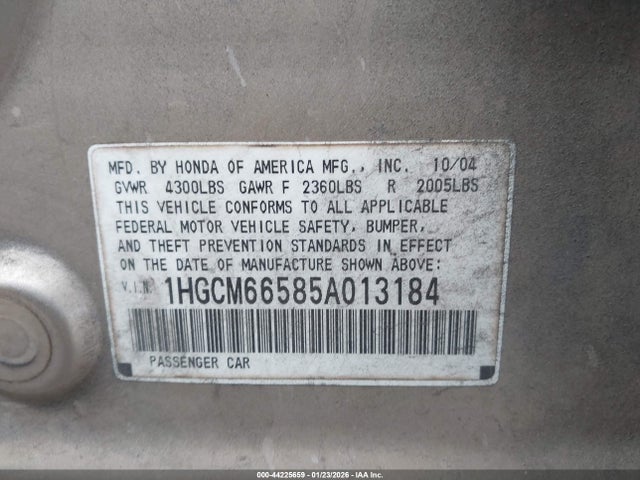 MFD. BY HONDA OF AMERICA MFG., INC. 10/04
GVWR 4300LBS GAWR F 2360LBS R 2005LBS
THIS VEHICLE CONFORMS TO ALL APPLICABLE
FEDERAL MOTOR VEHICLE SAFETY, BUMPER,
AND THEFT PREVENTION STANDARDS IN EFFECT
ON THE DATE OF MANUFACTURE SHOWN ABOVE:
V.I.N. 1HGCM66585A013184
PASSENGER CAR
000-44225659 - 01/23/2026 - IAA Inc.